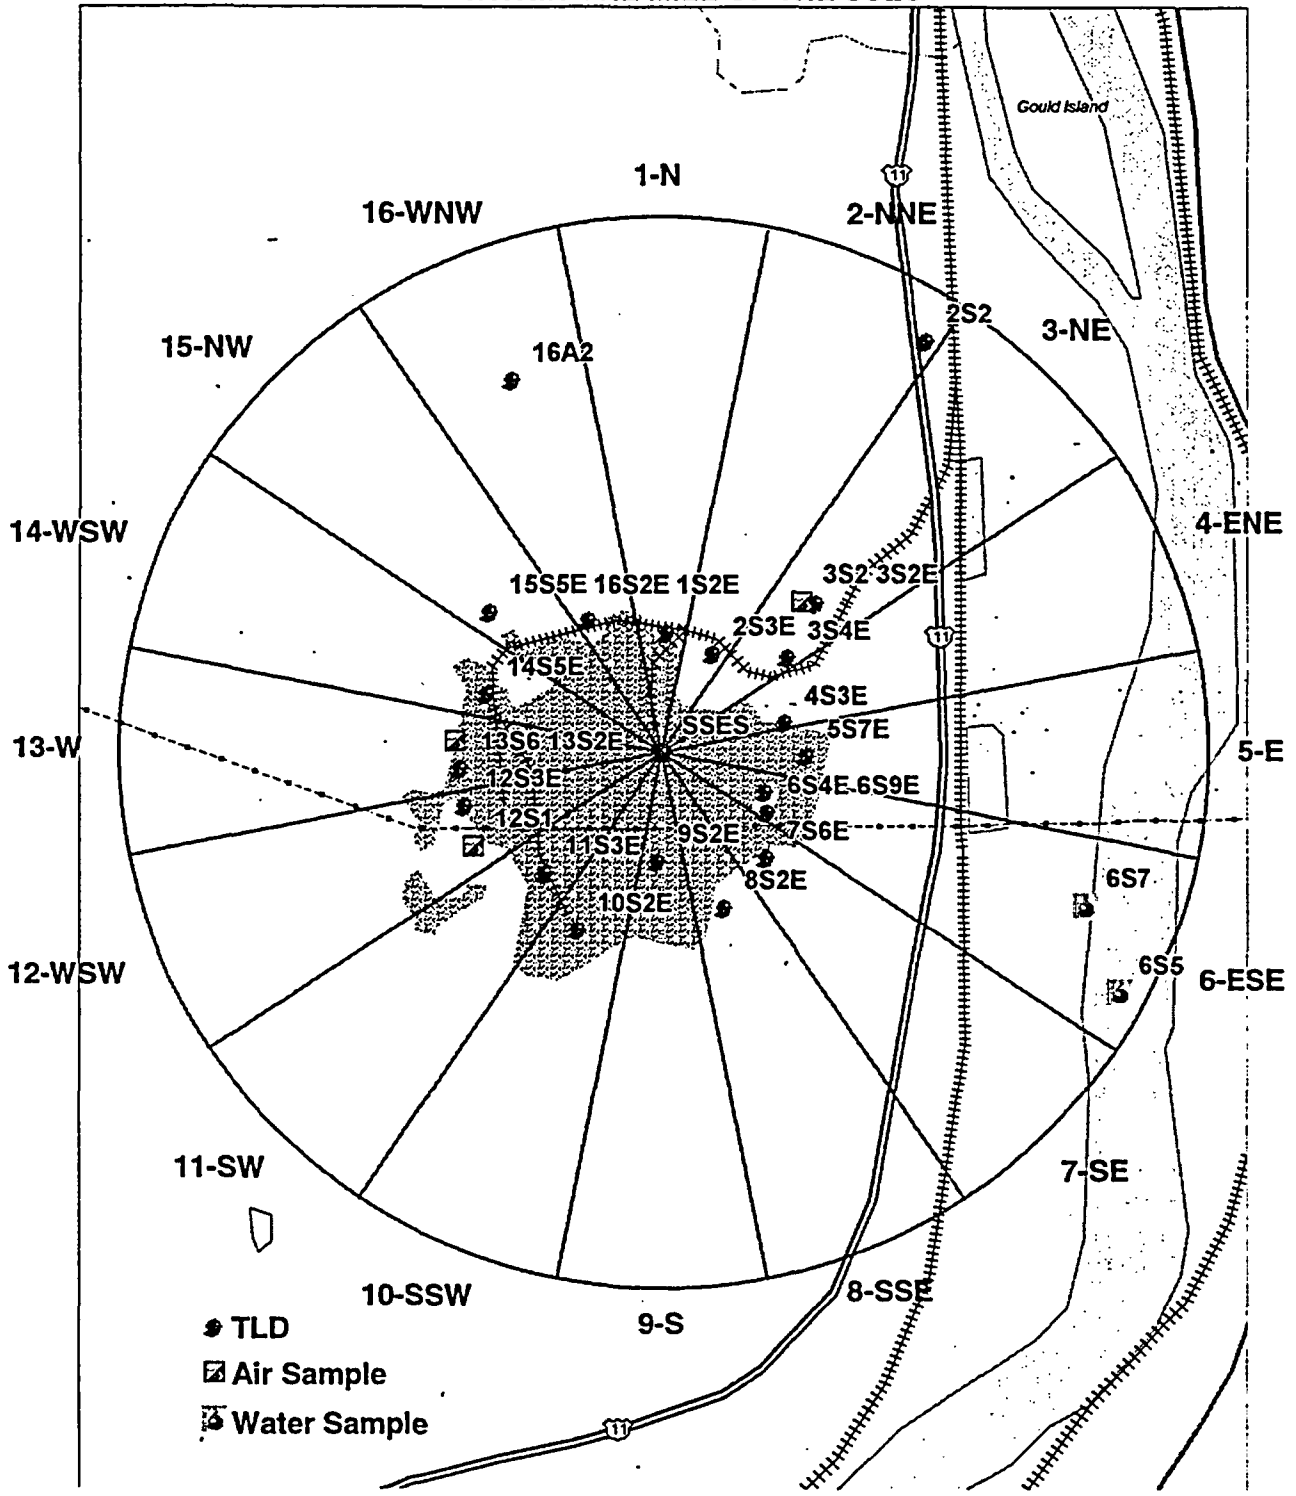 Gould Island
11
1-N
16-WNW
2-NNE
2S2
3-NE
15-NW
16A2
14-WSW
4-ENE
15S5E 16S2E 1S2E
3S2 3S2E
2S3E 3S4E
11
14S5E
4S3E
SSES
5S7E
13-W
13S6 13S2E
5-E
12S3E
6S4E 6S9E
12S1
9S2E
7S6E
11S3E
8S2E
6S7
10S2E
12-WSW
6S5
6-ESE
11-SW
7-SE
10-SSW
8-SSE
9-S
TLD
Air Sample
Water Sample
11